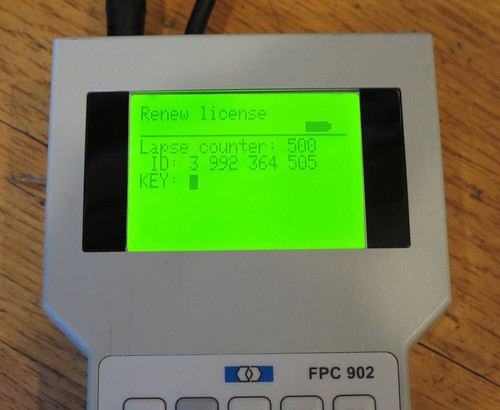 Renew license
Lapse counter: 500
ID: 3 992 364 505
KEY:
FPC 902